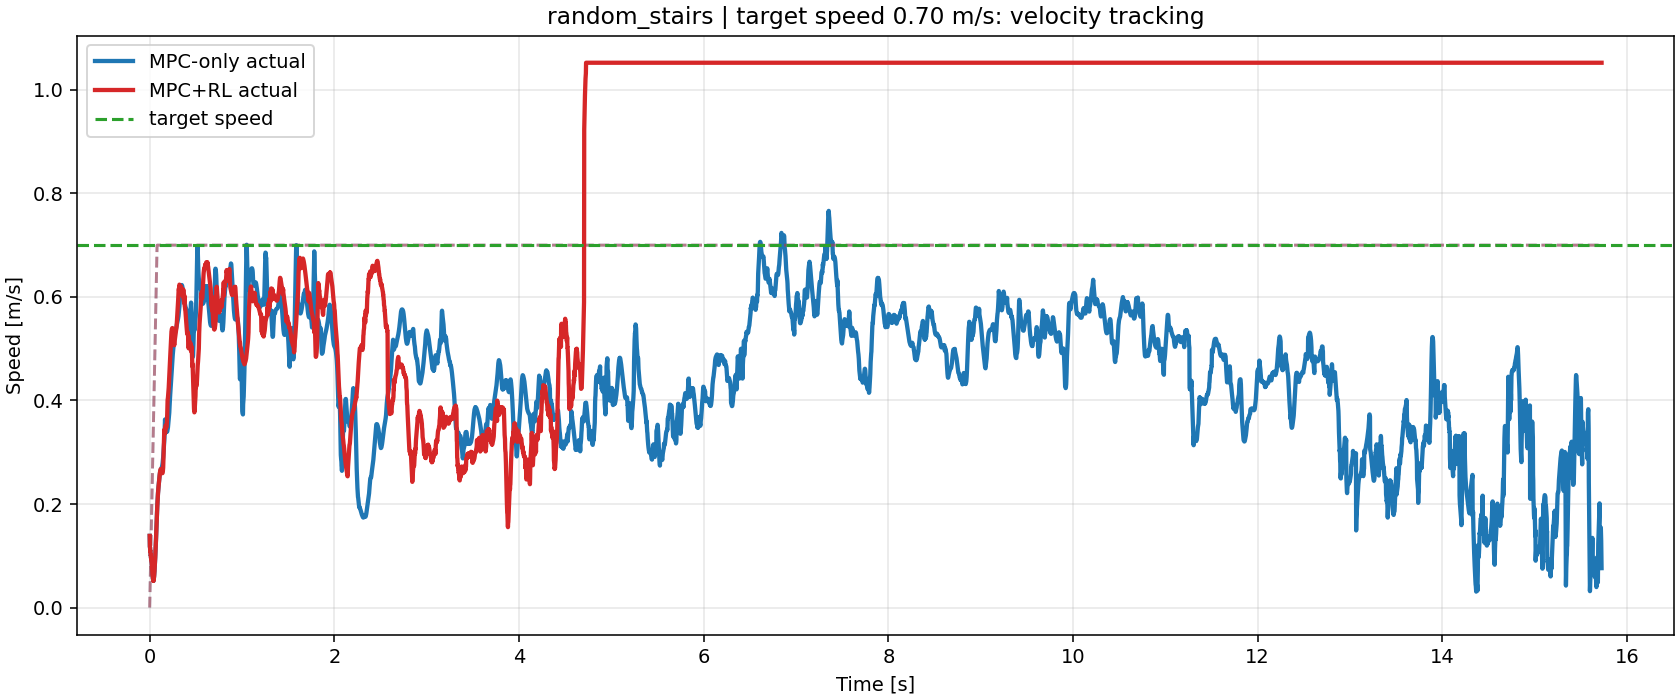 random_stairs | target speed 0.70 m/s: velocity tracking
MPC-only actual
MPC+RL actual
target speed
Speed [m/s]
1.0
0.8
0.6
0.4
0.2
0.0
0 2 4 6 8 10 12 14 16
Time [s]